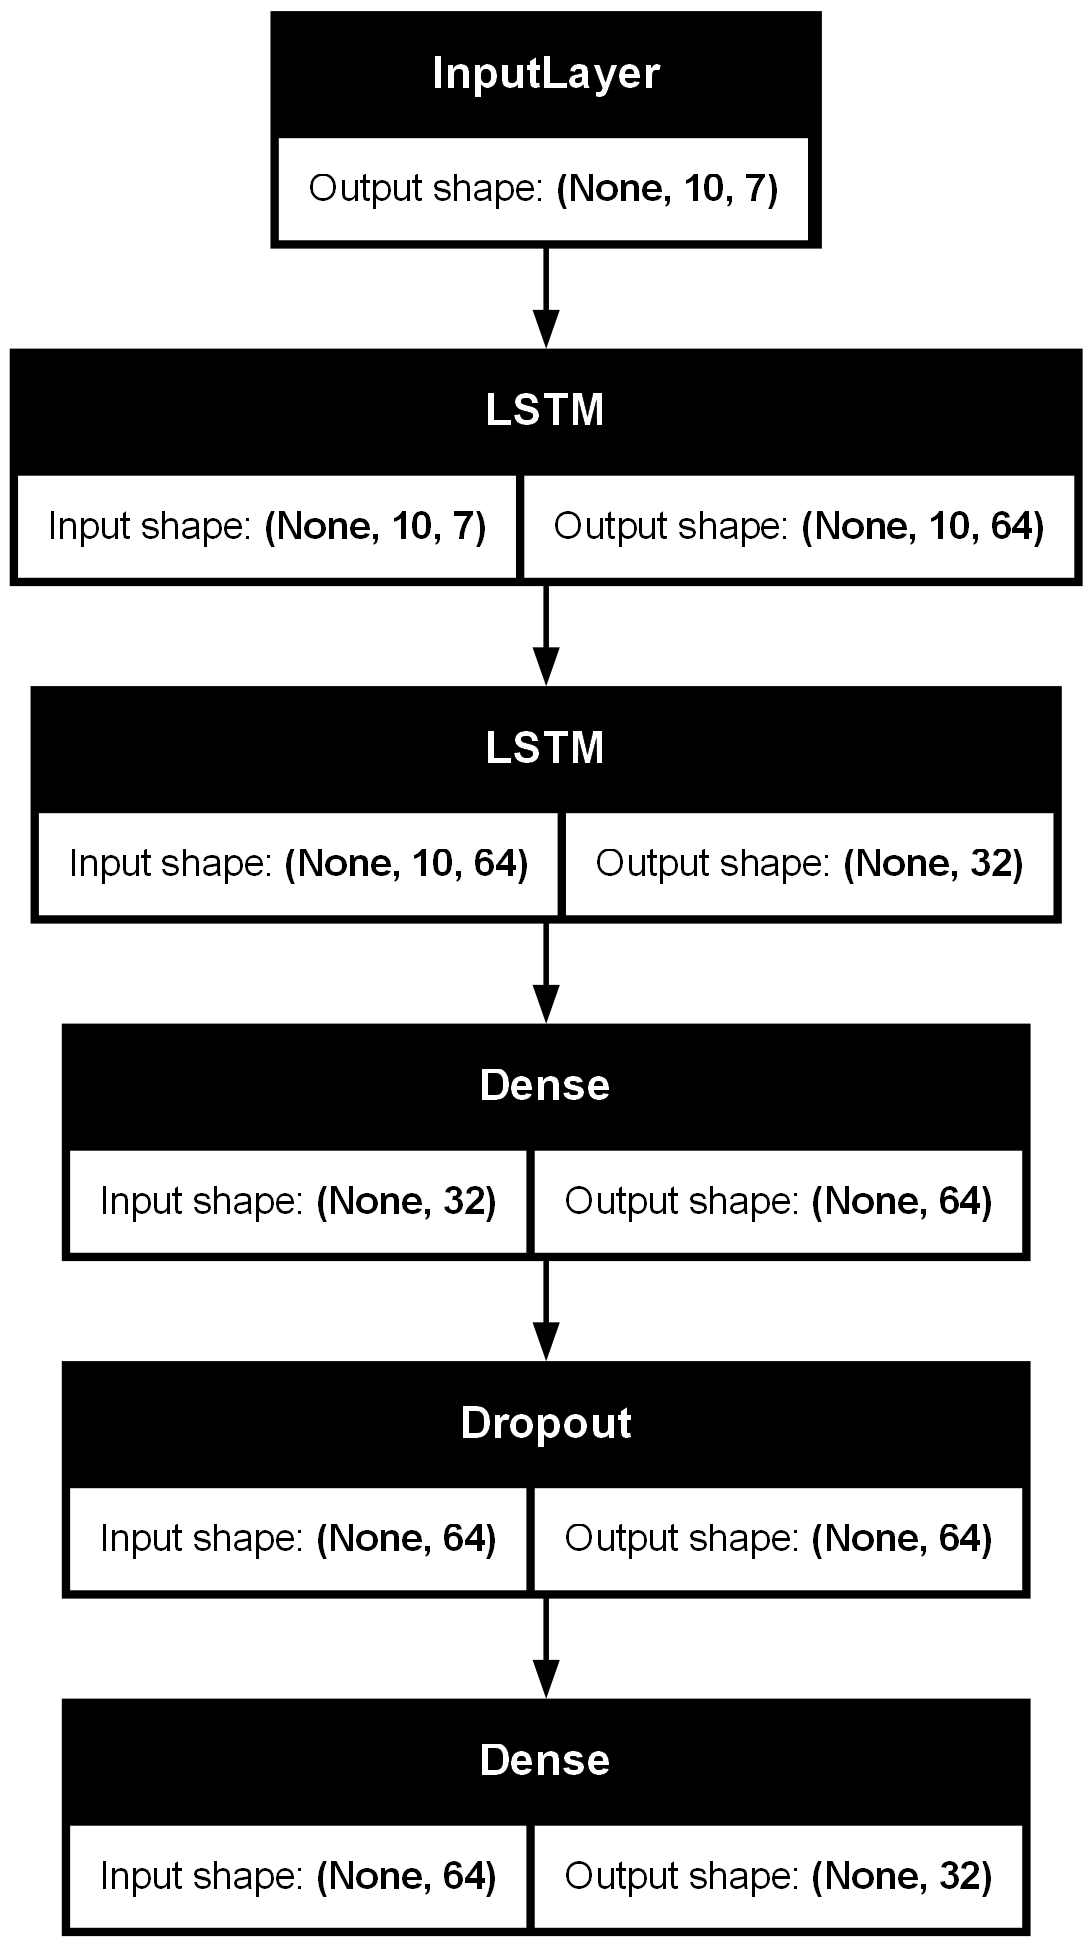 InputLayer
Output shape: (None, 10, 7)
LSTM
Input shape: (None, 10, 7) Output shape: (None, 10, 64)
LSTM
Input shape: (None, 10, 64) Output shape: (None, 32)
Dense
Input shape: (None, 32) Output shape: (None, 64)
Dropout
Input shape: (None, 64) Output shape: (None, 64)
Dense
Input shape: (None, 64) Output shape: (None, 32)